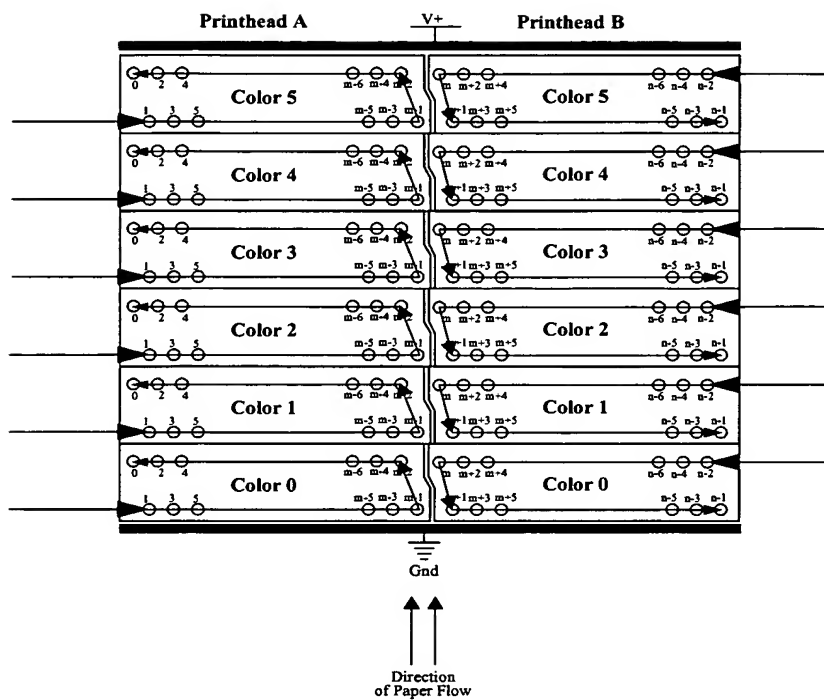 Printhead A
V+
Printhead B
0 2 4 m-6 m-4 m-2 m m+2 m+4 n-6 n-4 n-2
Color 5 Color 5
1 3 5 m-5 m-3 m-1 +1 m+3 m+5 n-5 n-3 n-1
0 2 4 m-6 m-4 m-2 m m+2 m+4 n-6 n-4 n-2
Color 4 Color 4
1 3 5 m-5 m-3 m-1 +1 m+3 m+5 n-5 n-3 n-1
0 2 4 m-6 m-4 m-2 m m+2 m+4 n-6 n-4 n-2
Color 3 Color 3
1 3 5 m-5 m-3 m-1 +1 m+3 m+5 n-5 n-3 n-1
0 2 4 m-6 m-4 m-2 m m+2 m+4 n-6 n-4 n-2
Color 2 Color 2
1 3 5 m-5 m-3 m-1 +1 m+3 m+5 n-5 n-3 n-1
0 2 4 m-6 m-4 m-2 m m+2 m+4 n-6 n-4 n-2
Color 1 Color 1
1 3 5 m-5 m-3 m-1 +1 m+3 m+5 n-5 n-3 n-1
0 2 4 m-6 m-4 m-2 m m+2 m+4 n-6 n-4 n-2
Color 0 Color 0
1 3 5 m-5 m-3 m-1 +1 m+3 m+5 n-5 n-3 n-1
Gnd
Direction
of Paper Flow